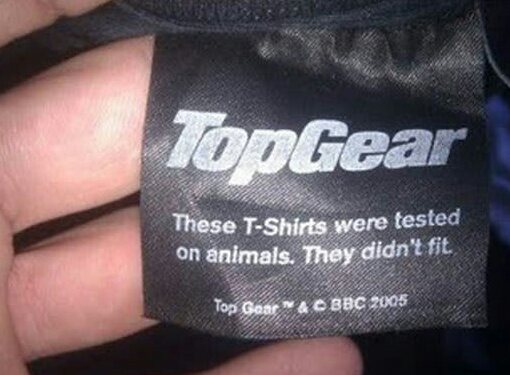 TopGear
These T-Shirts were tested
on animals. They didn't fit.
Top Gear ™ & © BBC 2005